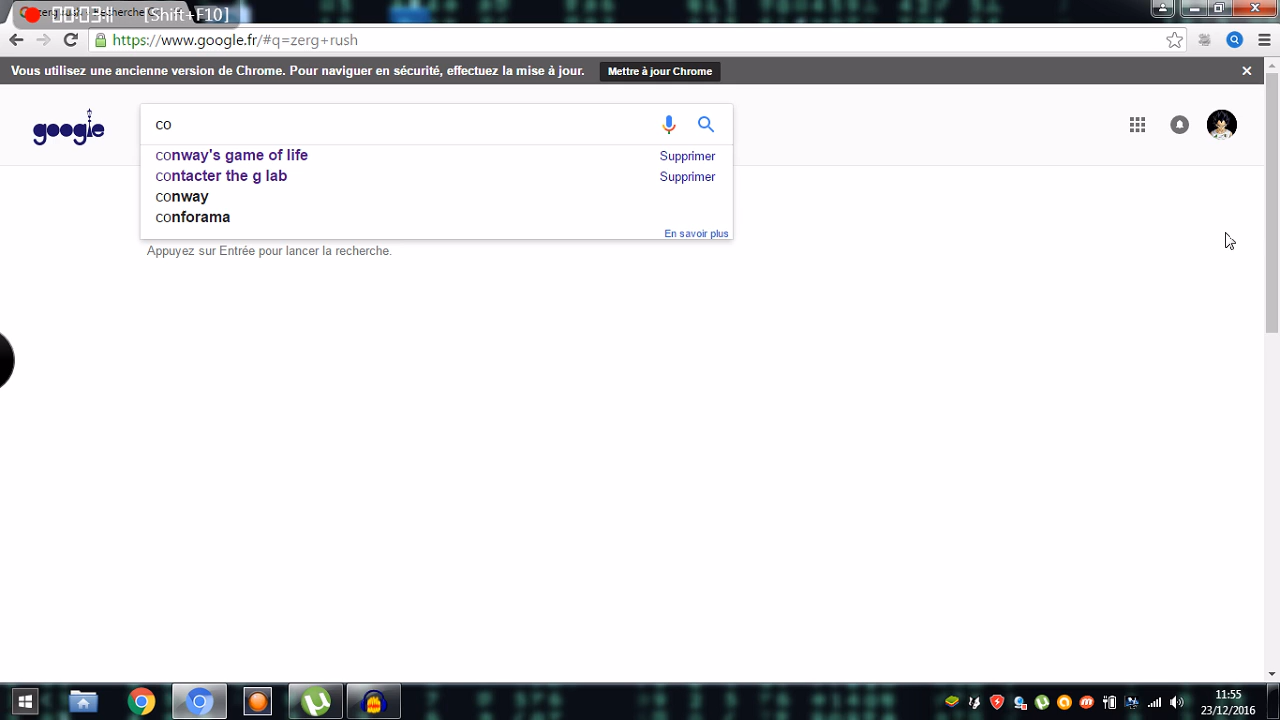 [Shift+F10]
https://www.google.fr/#q=zerg+rush
Vous utilisez une ancienne version de Chrome. Pour naviguer en sécurité, effectuez la mise à jour. Mettre à jour Chrome
google
co
conway's game of life Supprimer
contacter the g lab Supprimer
conway
conforama
En savoir plus
Appuyez sur Entrée pour lancer la recherche.
11:55
23/12/2016